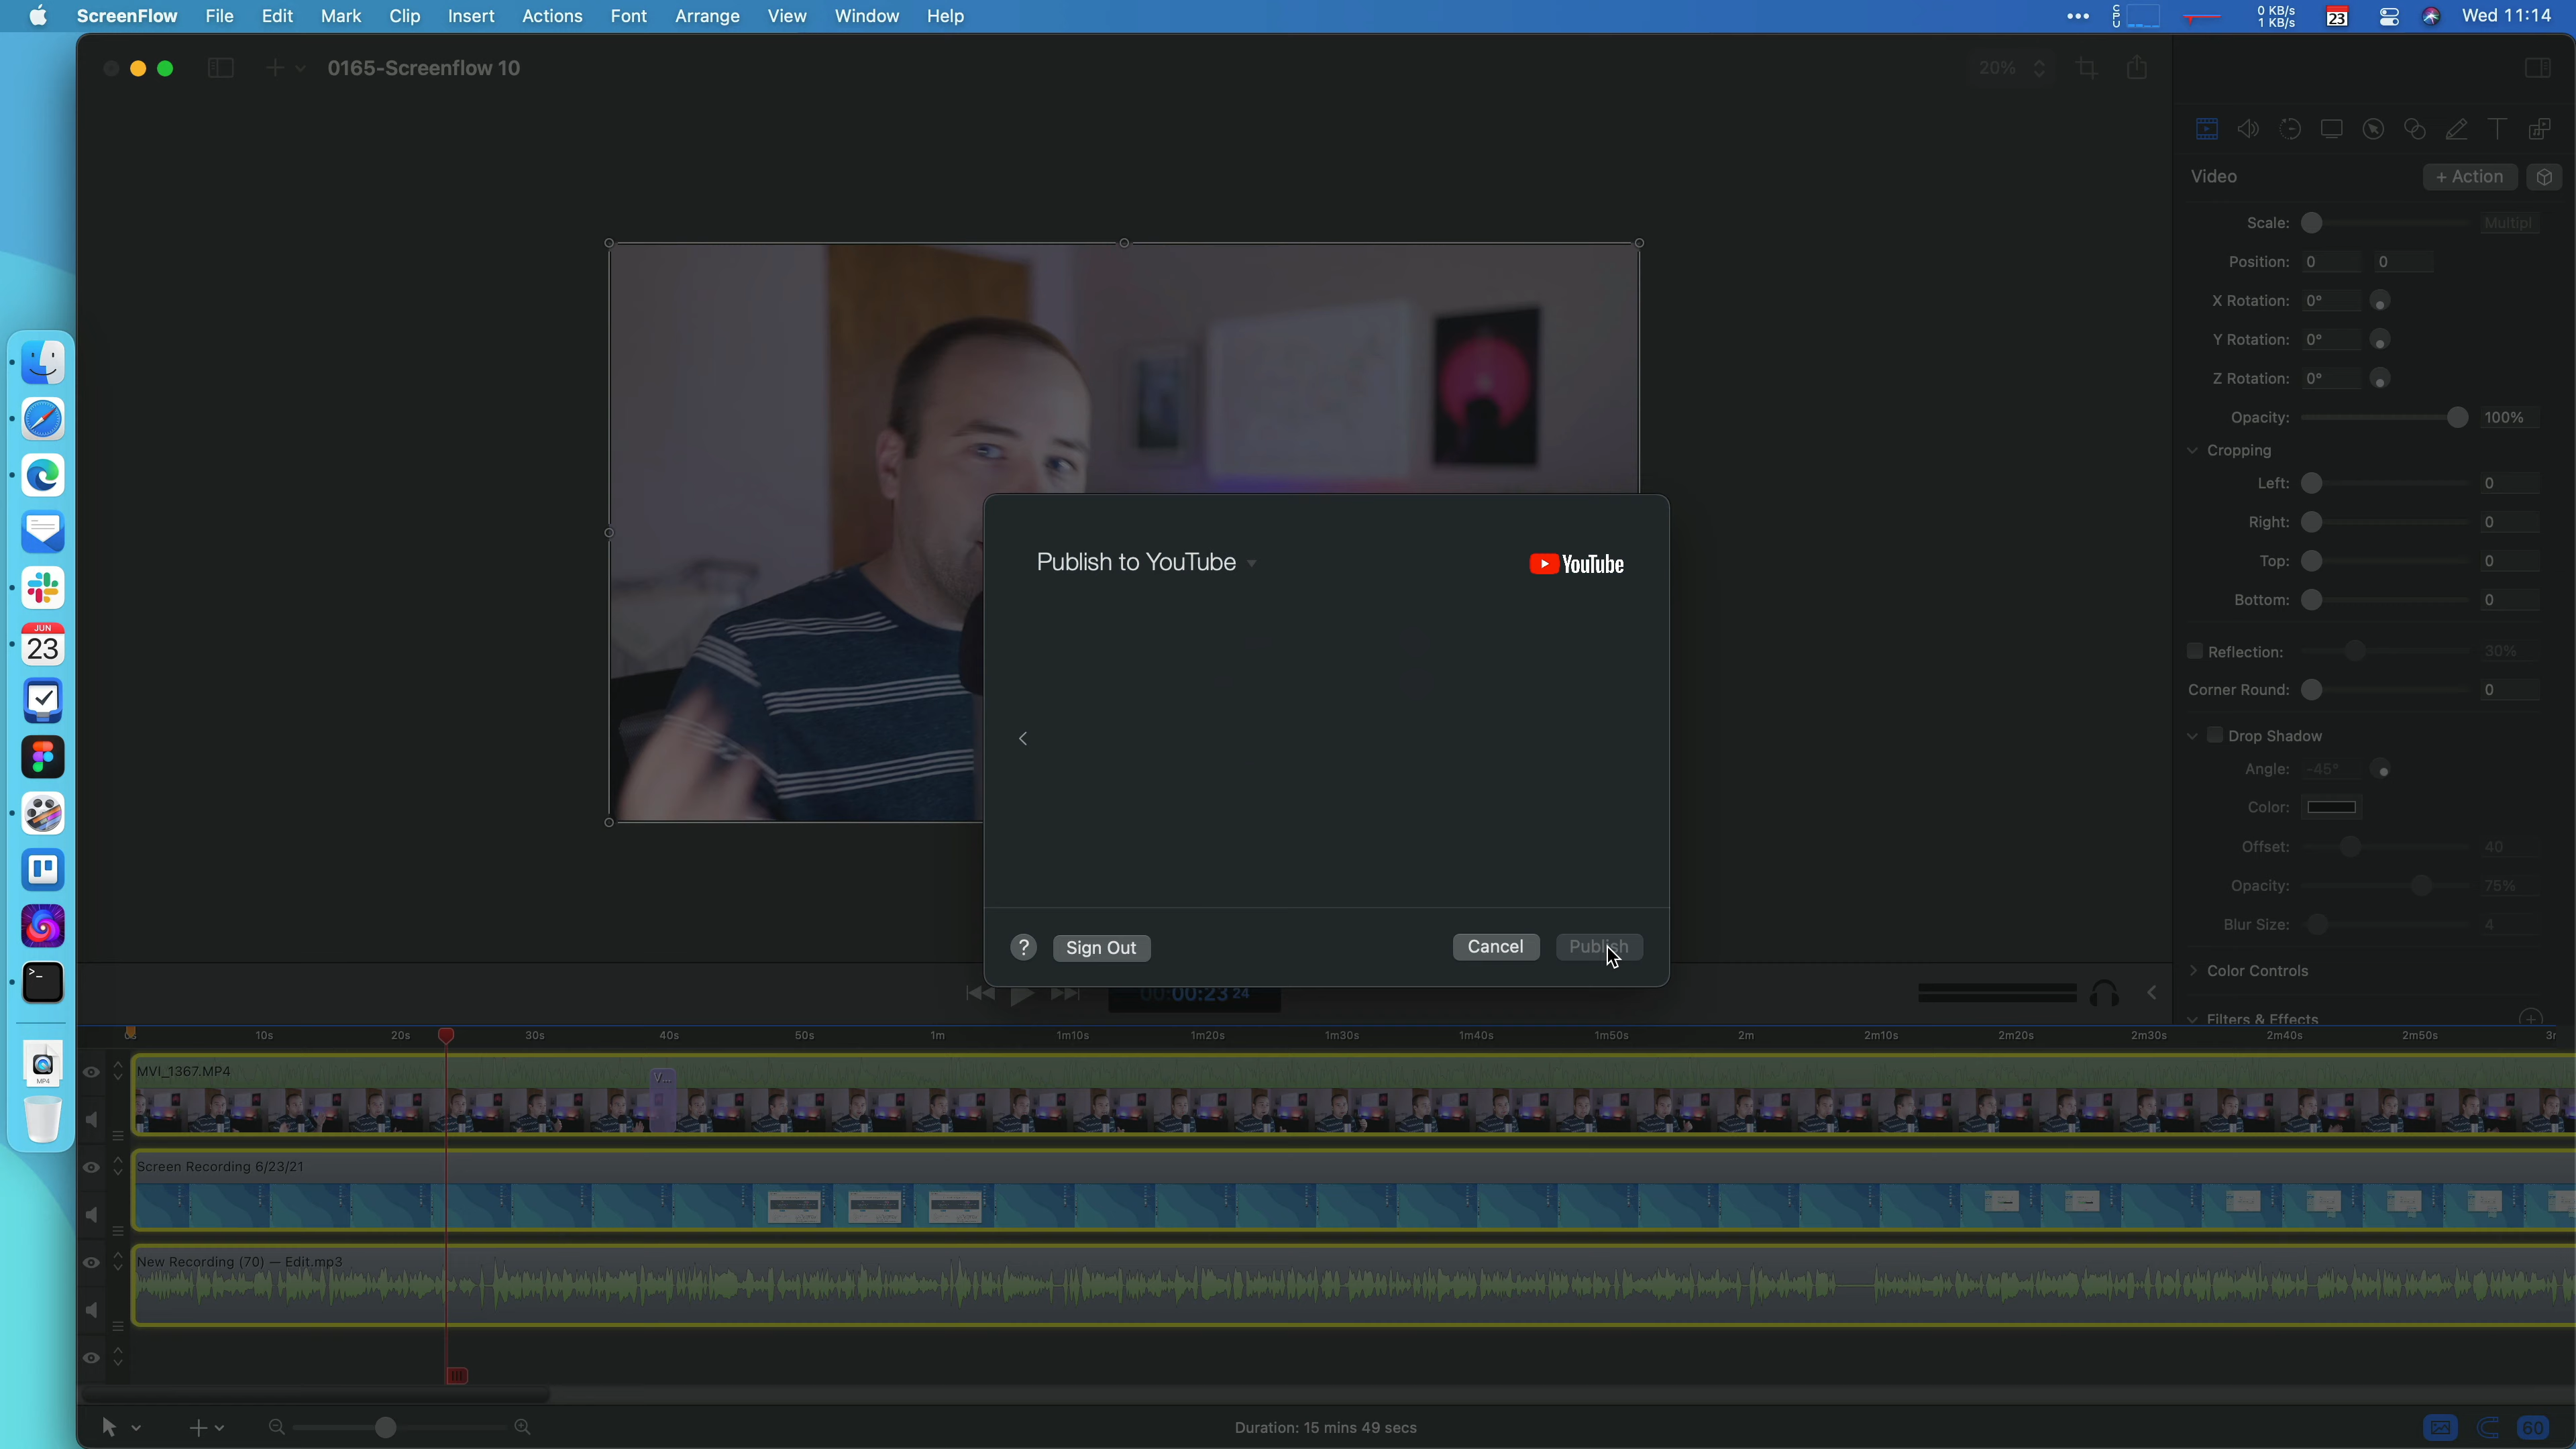 ScreenFlow File Edit Mark Clip Insert Actions Font Arrange View Window Help
CPU 0 KB/s 1 KB/s 23 Wed 11:14
0165-Screenflow 10
20%
Video
+ Action
Scale: Multipl
Position: 0 0
X Rotation: 0°
Y Rotation: 0°
Z Rotation: 0°
Opacity: 100%
Cropping
Left: 0
Right: 0
Top: 0
Bottom: 0
Reflection: 30%
Corner Round: 0
Drop Shadow
Angle: -45°
Color:
Offset: 40
Opacity: 75%
Blur Size: 4
Color Controls
Filters & Effects
JUN
23
MP4
Publish to YouTube
YouTube
? Sign Out Cancel Publish
00:00:23 24
0s 10s 20s 30s 40s 50s 1m 1m10s 1m20s 1m30s 1m40s 1m50s 2m 2m10s 2m20s 2m30s 2m40s 2m50s
MVI_1367.MP4
V...
Screen Recording 6/23/21
New Recording (70) — Edit.mp3
Duration: 15 mins 49 secs
60